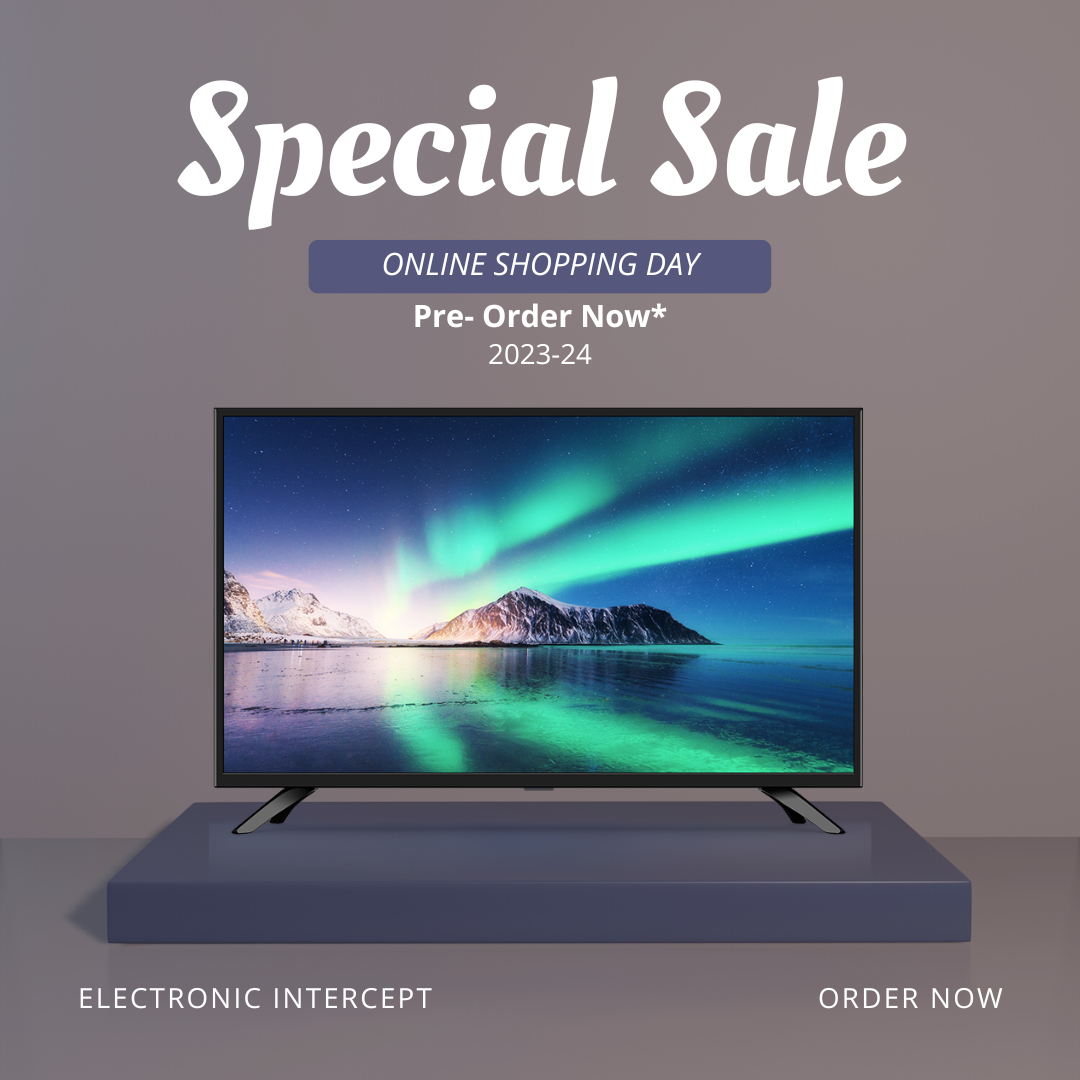 Special Sale
ONLINE SHOPPING DAY
Pre- Order Now*
2023-24
ELECTRONIC INTERCEPT
ORDER NOW